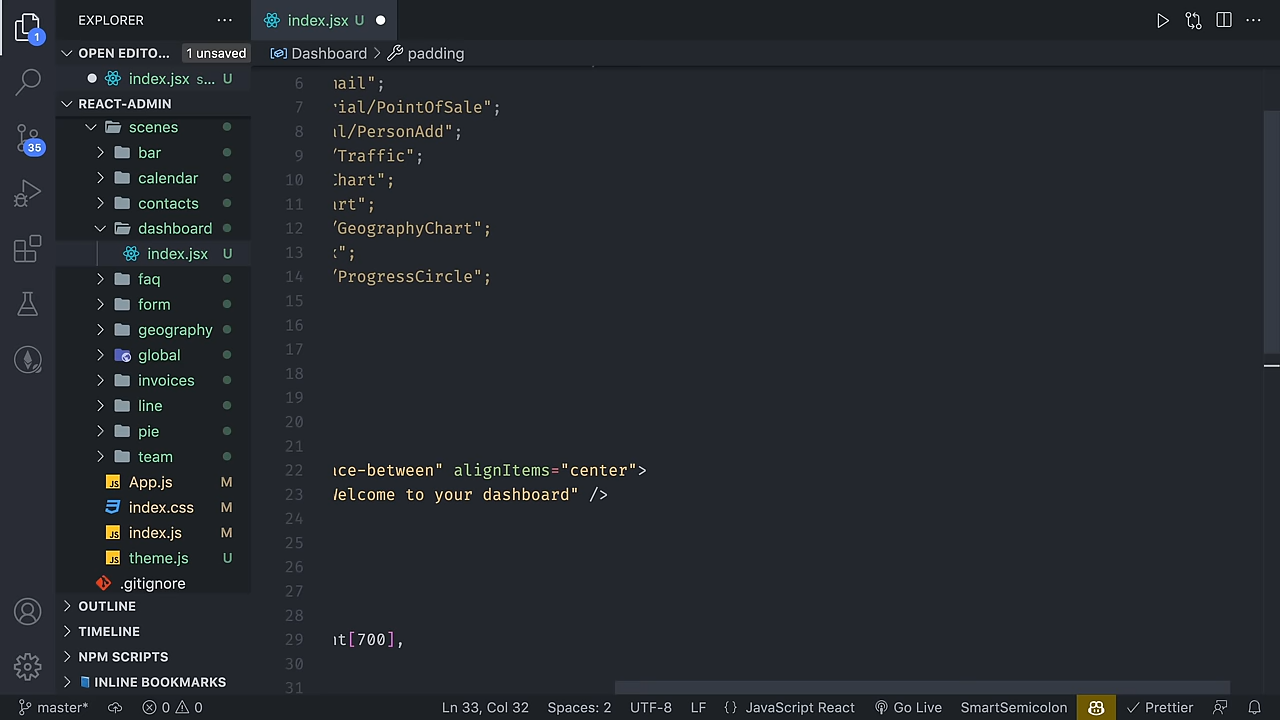 EXPLORER
index.jsx U
OPEN EDITO... 1 unsaved
Dashboard > padding
index.jsx s... U
REACT-ADMIN
scenes
bar
calendar
contacts
dashboard
index.jsx U
faq
form
geography
global
invoices
line
pie
team
App.js M
index.css M
index.js M
theme.js U
.gitignore
OUTLINE
TIMELINE
NPM SCRIPTS
INLINE BOOKMARKS
1
35
6 ail";
7 rial/PointOfSale";
8 l/PersonAdd";
9 /Traffic";
10 Chart";
11 art";
12 /GeographyChart";
13 ";
14 /ProgressCircle";
15
16
17
18
19
20
21
22 ace-between" alignItems="center">
23 Welcome to your dashboard" />
24
25
26
27
28
29 nt[700],
30
31
master* 0 0 Ln 33, Col 32 Spaces: 2 UTF-8 LF {} JavaScript React Go Live SmartSemicolon Prettier